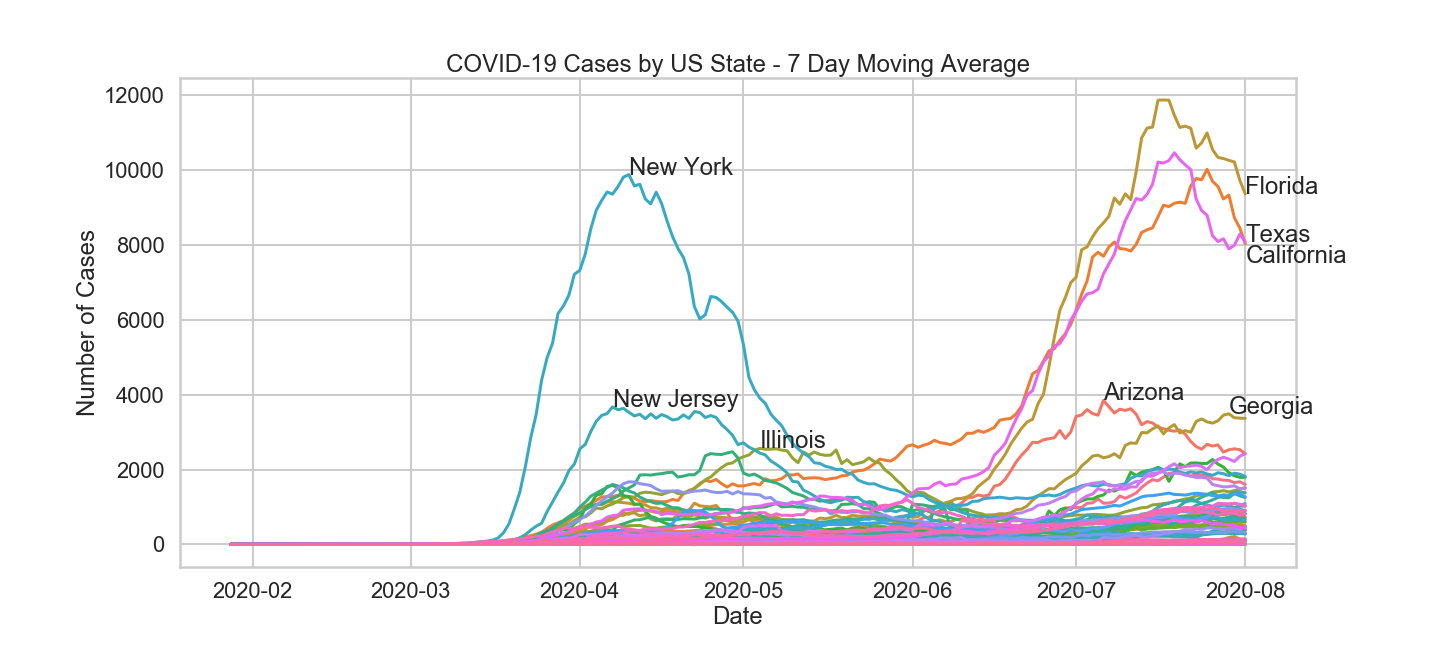 COVID-19 Cases by US State - 7 Day Moving Average
12000
10000
8000
6000
4000
2000
0
Number of Cases
New York
New Jersey
Illinois
Florida
Texas
California
Arizona
Georgia
2020-02
2020-03
2020-04
2020-05
2020-06
2020-07
2020-08
Date